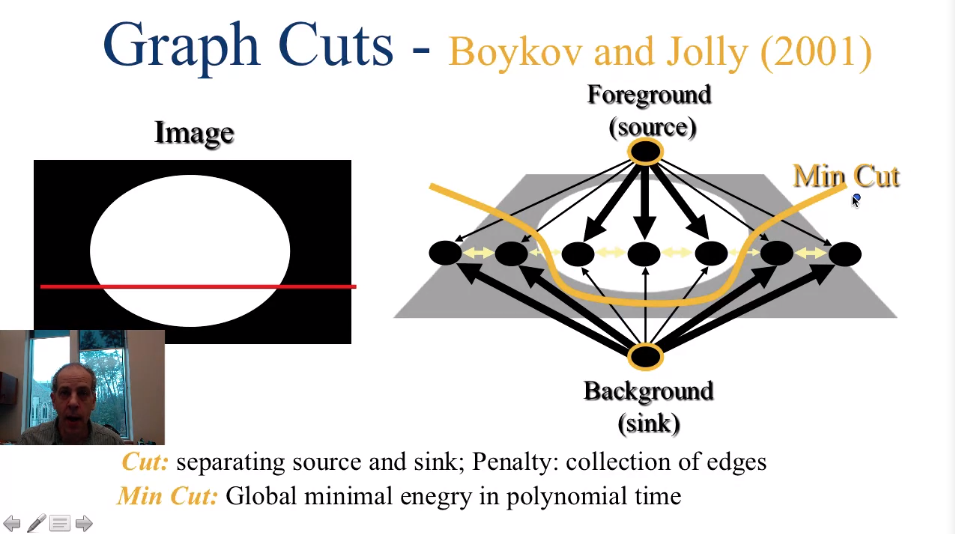 Graph Cuts - Boykov and Jolly (2001)
Image
Foreground
(source)
Min Cut
Background
(sink)
Cut: separating source and sink; Penalty: collection of edges
Min Cut: Global minimal enegry in polynomial time